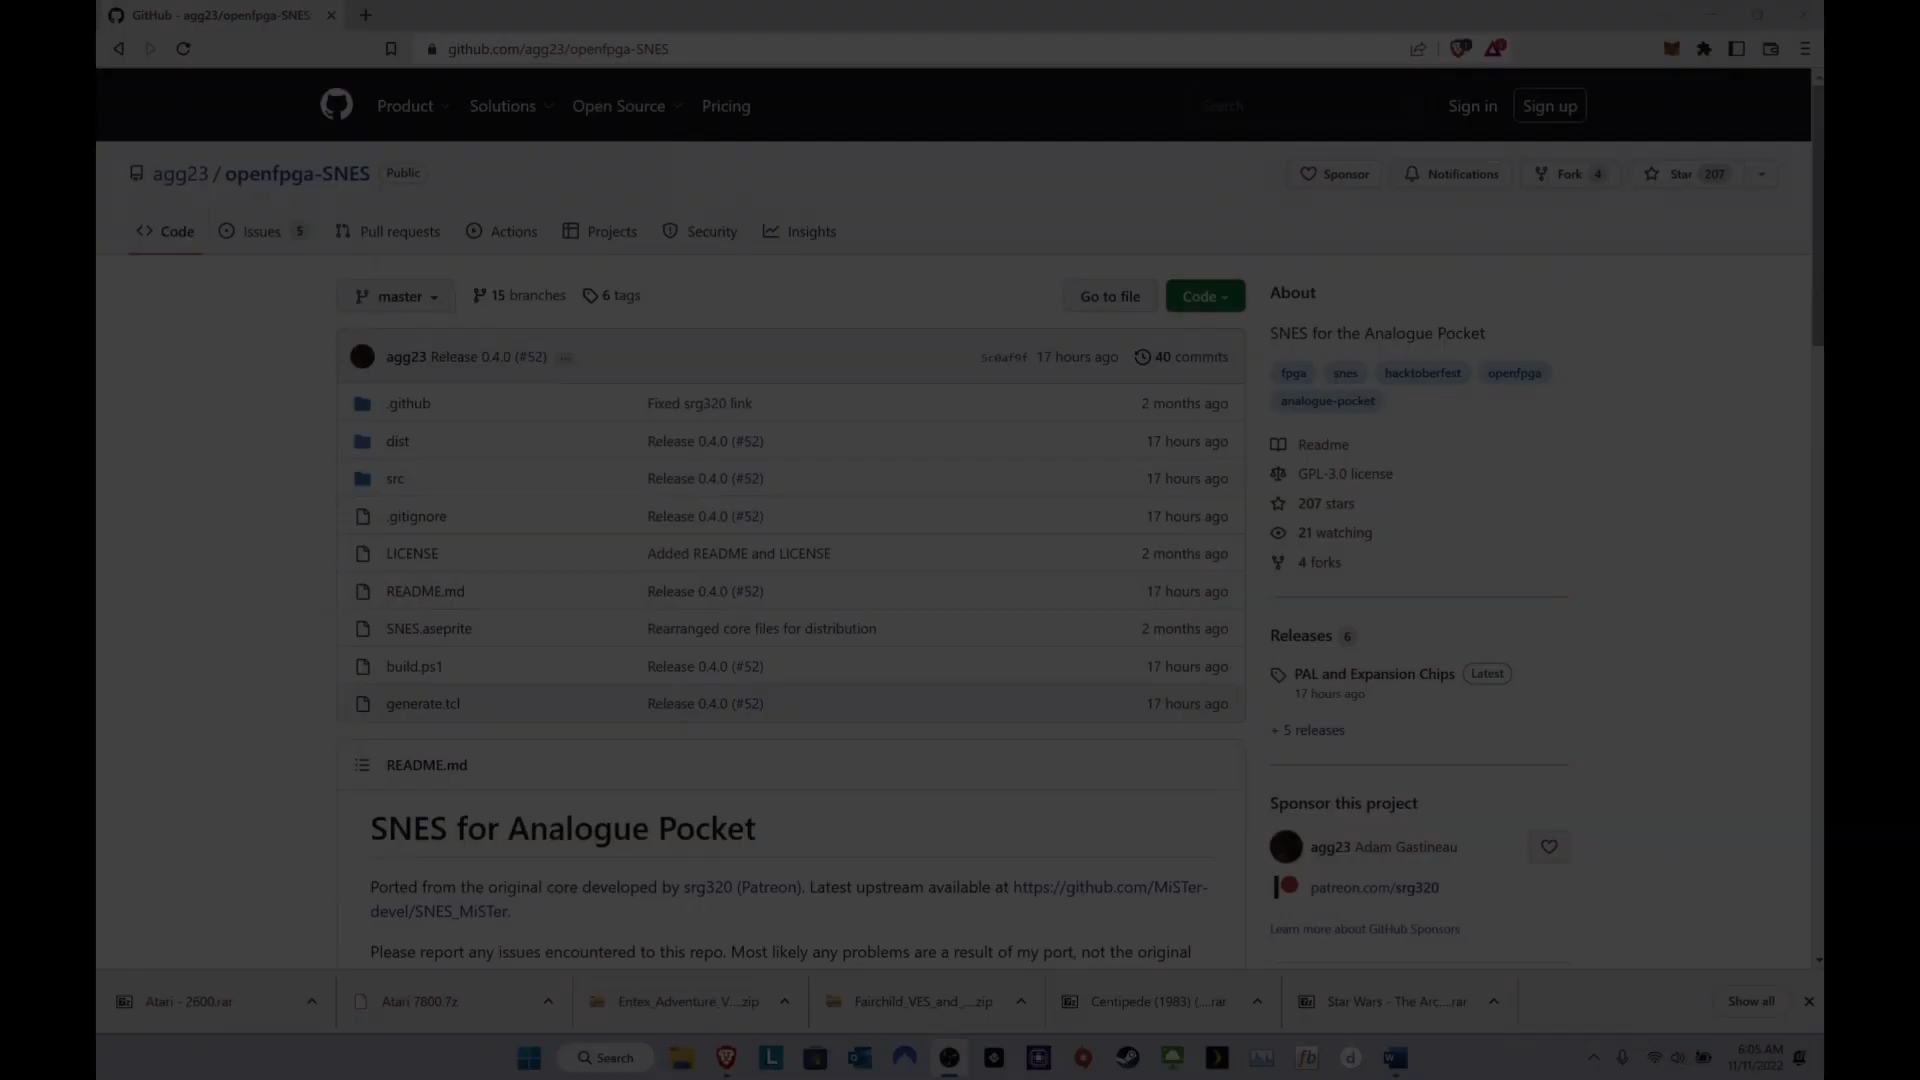 GitHub - agg23/openfpga-SNES
github.com/agg23/openfpga-SNES
Product Solutions Open Source Pricing Search Sign in Sign up
agg23 / openfpga-SNES Public Sponsor Notifications Fork 4 Star 207
Code Issues 5 Pull requests Actions Projects Security Insights
master 15 branches 6 tags Go to file Code
agg23 Release 0.4.0 (#52) ... 5c0af9f 17 hours ago 40 commits
.github Fixed srg320 link 2 months ago
dist Release 0.4.0 (#52) 17 hours ago
src Release 0.4.0 (#52) 17 hours ago
.gitignore Release 0.4.0 (#52) 17 hours ago
LICENSE Added README and LICENSE 2 months ago
README.md Release 0.4.0 (#52) 17 hours ago
SNES.aseprite Rearranged core files for distribution 2 months ago
build.ps1 Release 0.4.0 (#52) 17 hours ago
generate.tcl Release 0.4.0 (#52) 17 hours ago
README.md
SNES for Analogue Pocket
Ported from the original core developed by srg320 (Patreon). Latest upstream available at https://github.com/MiSTer-
devel/SNES_MiSTer.
Please report any issues encountered to this repo. Most likely any problems are a result of my port, not the original
About
SNES for the Analogue Pocket
fpga snes hacktoberfest openfpga
analogue-pocket
Readme
GPL-3.0 license
207 stars
21 watching
4 forks
Releases 6
PAL and Expansion Chips Latest
17 hours ago
+ 5 releases
Sponsor this project
agg23 Adam Gastineau
patreon.com/srg320
Learn more about GitHub Sponsors
Atari - 2600.rar Atari 7800.7z Entex_Adventure_V....zip Fairchild_VES_and_....zip Centipede (1983) (....rar Star Wars - The Arc....rar Show all
Search
6:05 AM
11/11/2022